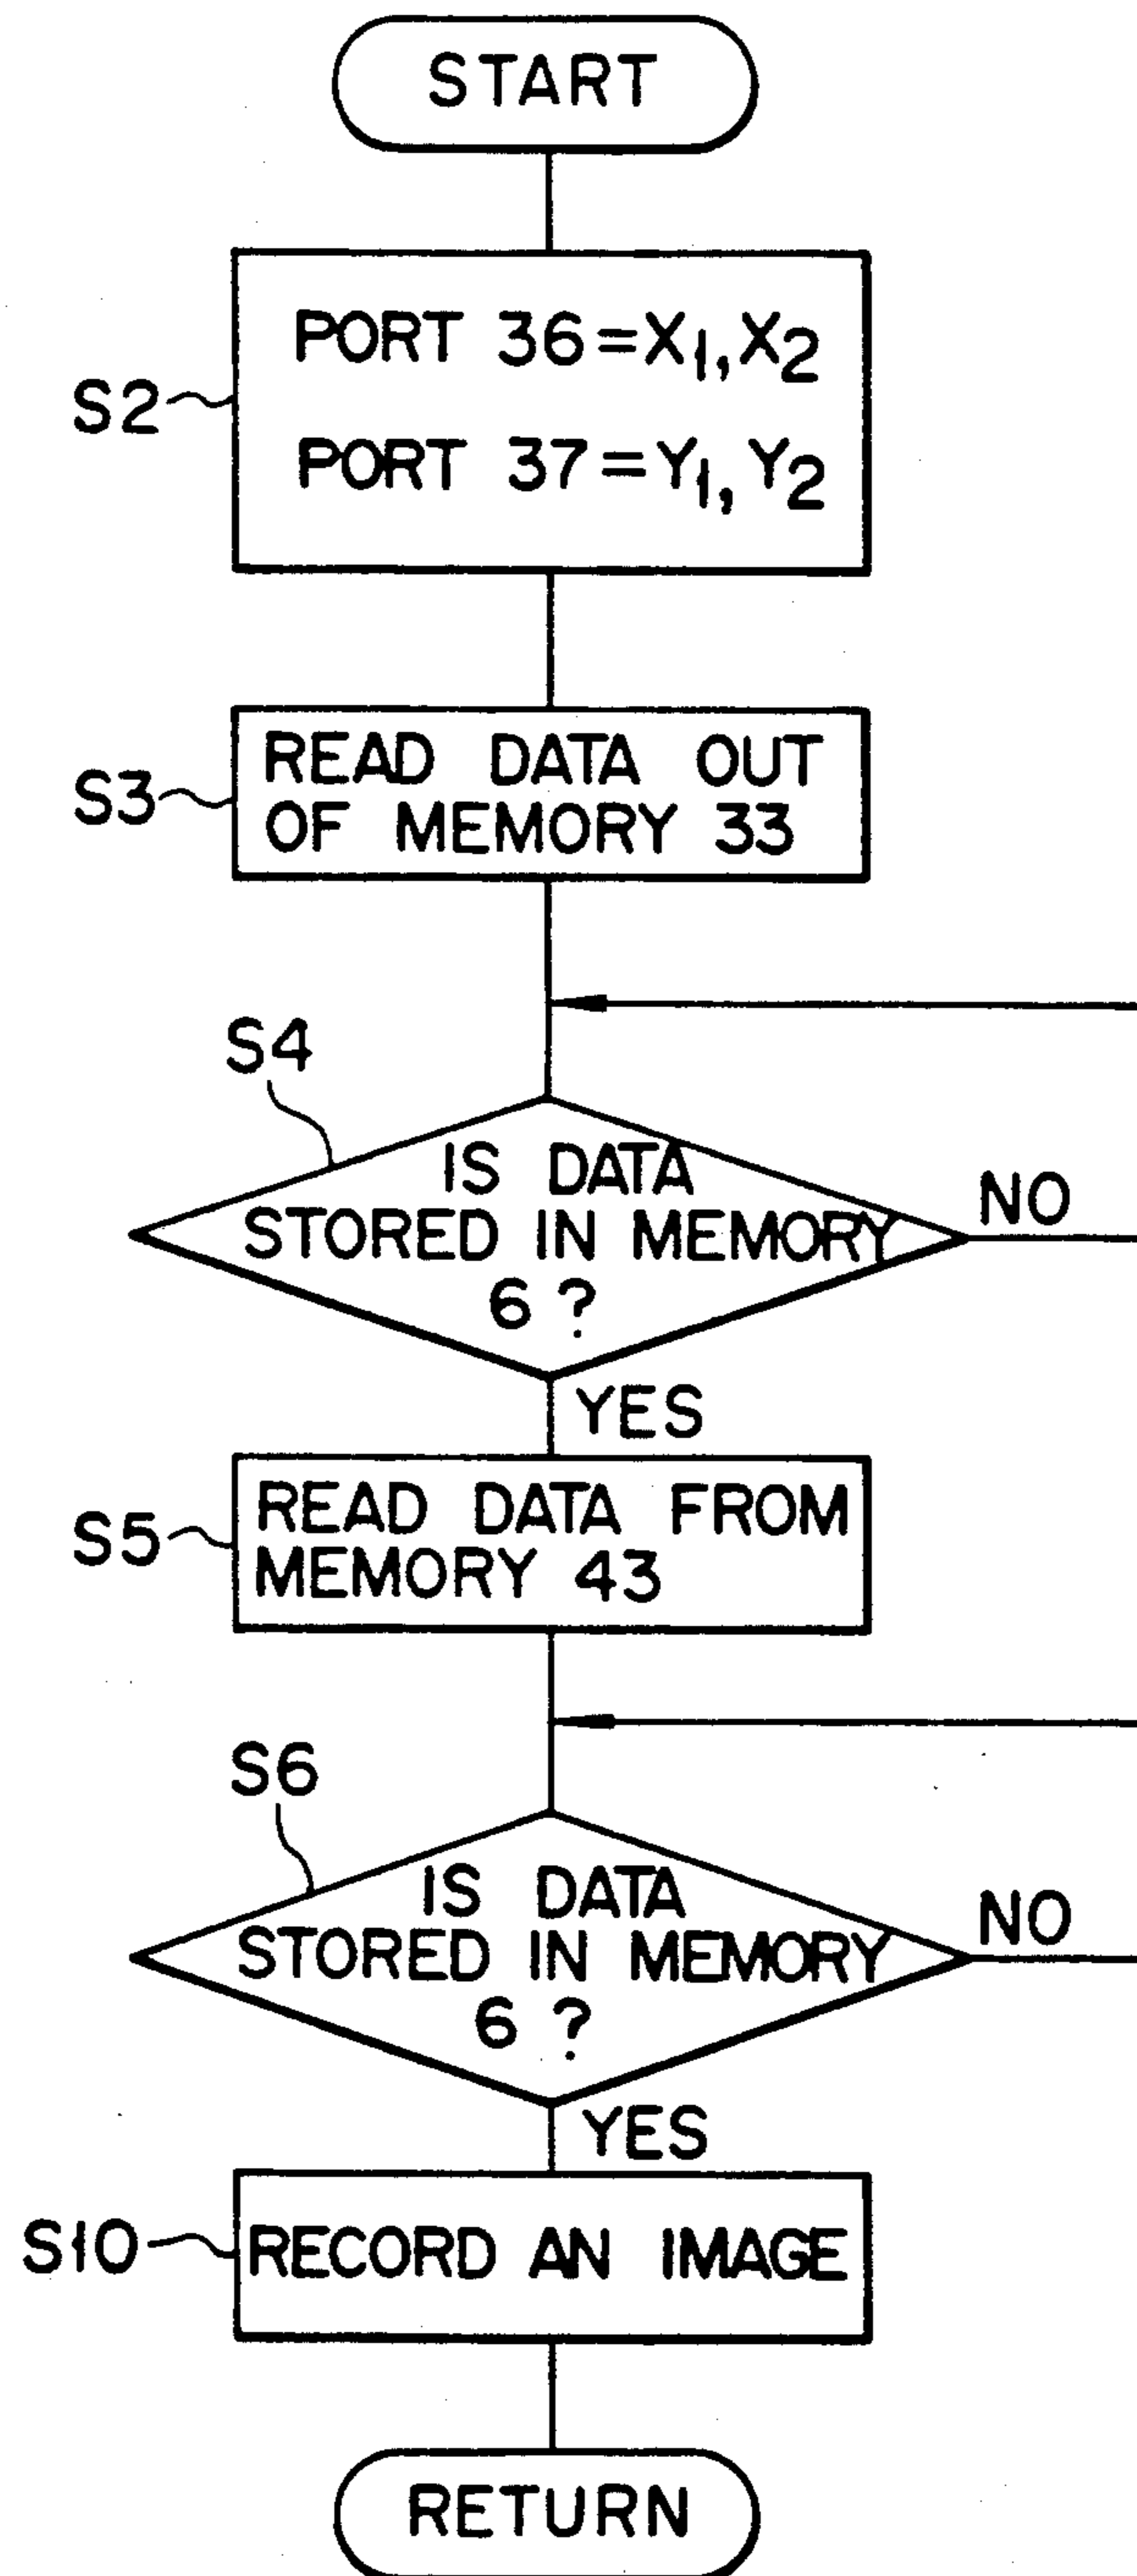 START
PORT 36=X₁, X₂
S2
PORT 37=Y₁, Y₂
READ DATA OUT
S3
OF MEMORY 33
S4
IS DATA
STORED IN MEMORY
NO
6 ?
YES
READ DATA FROM
S5
MEMORY 43
S6
IS DATA
STORED IN MEMORY
NO
6 ?
YES
S10
RECORD AN IMAGE
RETURN